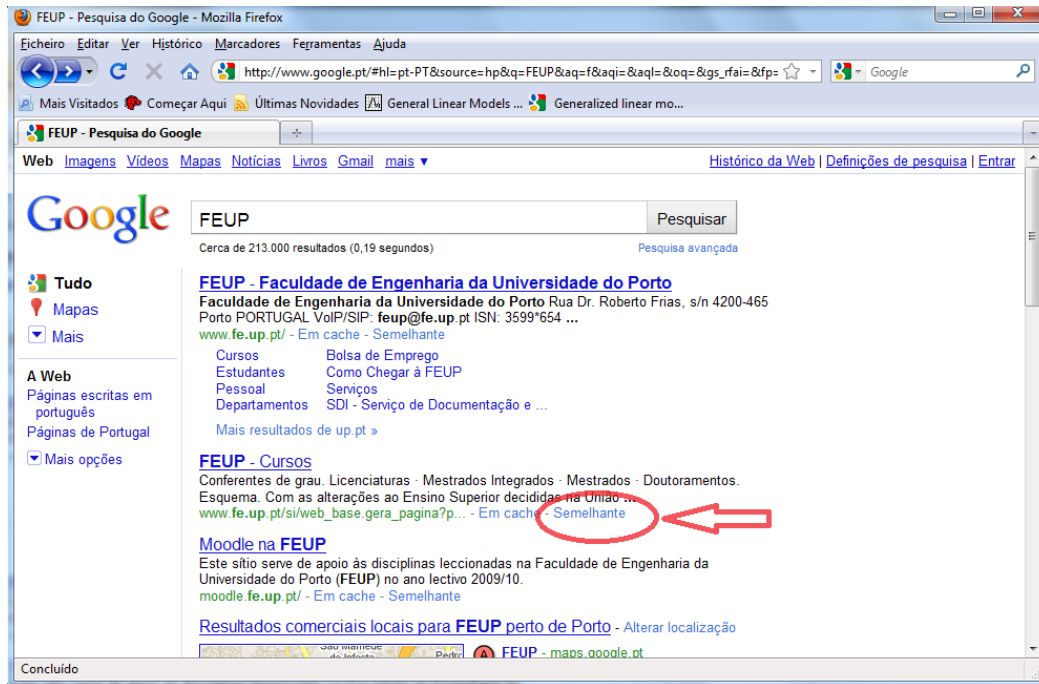 FEUP - Pesquisa do Google - Mozilla Firefox
Ficheiro Editar Ver Histórico Marcadores Ferramentas Ajuda
http://www.google.pt/#hl=pt-PT&source=hp&q=FEUP&aq=f&aqi=&aql=&oq=&gs_rfai=&fp= Google
Mais Visitados Começar Aqui Últimas Novidades General Linear Models ... Generalized linear mo...
FEUP - Pesquisa do Google
Web Imagens Vídeos Mapas Notícias Livros Gmail mais ▼ Histórico da Web | Definições de pesquisa | Entrar
Google FEUP Pesquisar
Cerca de 213.000 resultados (0,19 segundos) Pesquisa avançada
Tudo
Mapas
Mais
A Web
Páginas escritas em
português
Páginas de Portugal
Mais opções
FEUP - Faculdade de Engenharia da Universidade do Porto
Faculdade de Engenharia da Universidade do Porto Rua Dr. Roberto Frias, s/n 4200-465
Porto PORTUGAL VoIP/SIP: feup@fe.up.pt ISN: 3599*654 ...
www.fe.up.pt/ - Em cache - Semelhante
Cursos Bolsa de Emprego
Estudantes Como Chegar à FEUP
Pessoal Serviços
Departamentos SDI - Serviço de Documentação e ...
Mais resultados de up.pt »
FEUP - Cursos
Conferentes de grau. Licenciaturas · Mestrados Integrados · Mestrados · Doutoramentos.
Esquema. Com as alterações ao Ensino Superior decididas na União ...
www.fe.up.pt/si/web_base.gera_pagina?p... - Em cache - Semelhante
Moodle na FEUP
Este sítio serve de apoio às disciplinas leccionadas na Faculdade de Engenharia da
Universidade do Porto (FEUP) no ano lectivo 2009/10.
moodle.fe.up.pt/ - Em cache - Semelhante
Resultados comerciais locais para FEUP perto de Porto - Alterar localização
A FEUP - maps.google.pt
Concluído